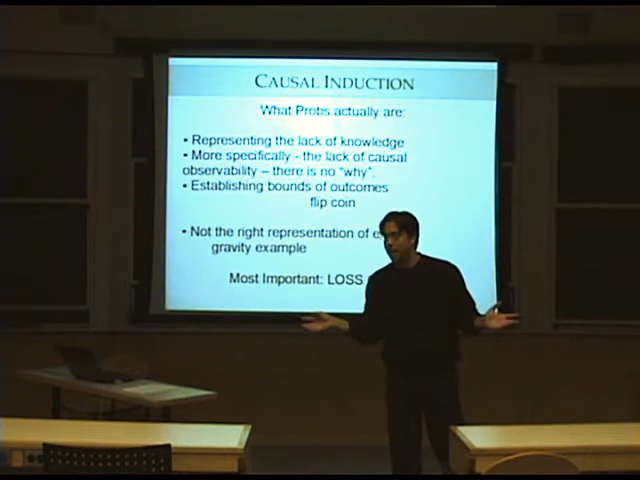 CAUSAL INDUCTION
What Probs actually are:
• Representing the lack of knowledge
• More specifically - the lack of causal
observability – there is no "why".
• Establishing bounds of outcomes
flip coin
• Not the right representation of
gravity example
Most Important: LOSS